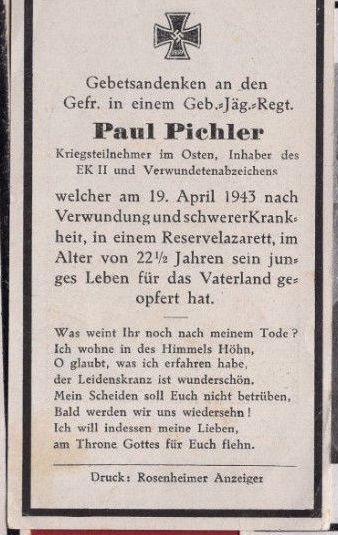 Gebetsandenken an den
Gefr. in einem Geb.=Jäg.=Regt.
Paul Pichler
Kriegsteilnehmer im Osten, Inhaber des
EK II und Verwundetenabzeichens
welcher am 19. April 1943 nach
Verwundung und schwerer Krank=
heit, in einem Reservelazarett, im
Alter von 22½ Jahren sein jun=
ges Leben für das Vaterland ge=
opfert hat.
Was weint Ihr noch nach meinem Tode?
Ich wohne in des Himmels Höhn,
O glaubt, was ich erfahren habe,
der Leidenskranz ist wunderschön.
Mein Scheiden soll Euch nicht betrüben,
Bald werden wir uns wiedersehn!
Ich will indessen meine Lieben,
am Throne Gottes für Euch flehn.
Druck: Rosenheimer Anzeiger